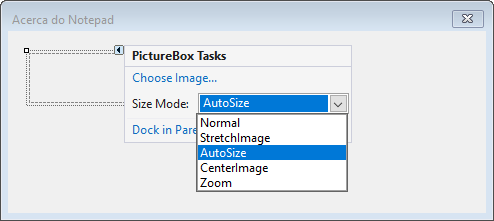 Acerca do Notepad
PictureBox Tasks
Choose Image...
Size Mode: AutoSize
Normal
StretchImage
AutoSize
CenterImage
Zoom
Dock in Pare